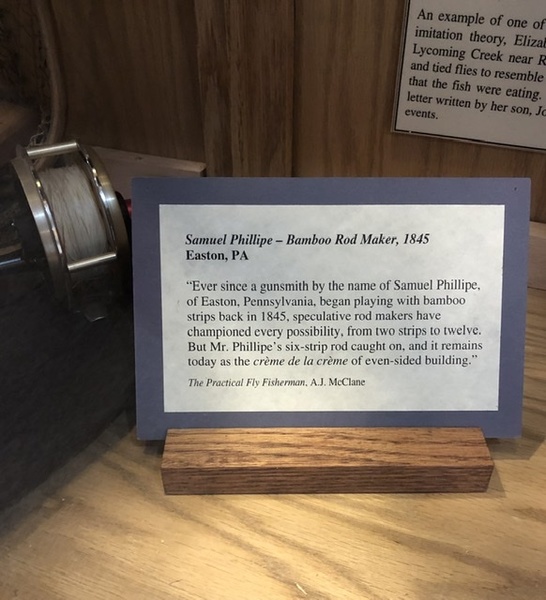 An example of one of
imitation theory,
Lycoming Creek near
and tied flies to resemble
that the fish were eating.
letter written by her son,
events.
Samuel Phillipe – Bamboo Rod Maker, 1845
Easton, PA
“Ever since a gunsmith by the name of Samuel Phillipe,
of Easton, Pennsylvania, began playing with bamboo
strips back in 1845, speculative rod makers have
championed every possibility, from two strips to twelve.
But Mr. Phillipe’s six-strip rod caught on, and it remains
today as the crème de la crème of even-sided building.”
The Practical Fly Fisherman, A.J. McClane